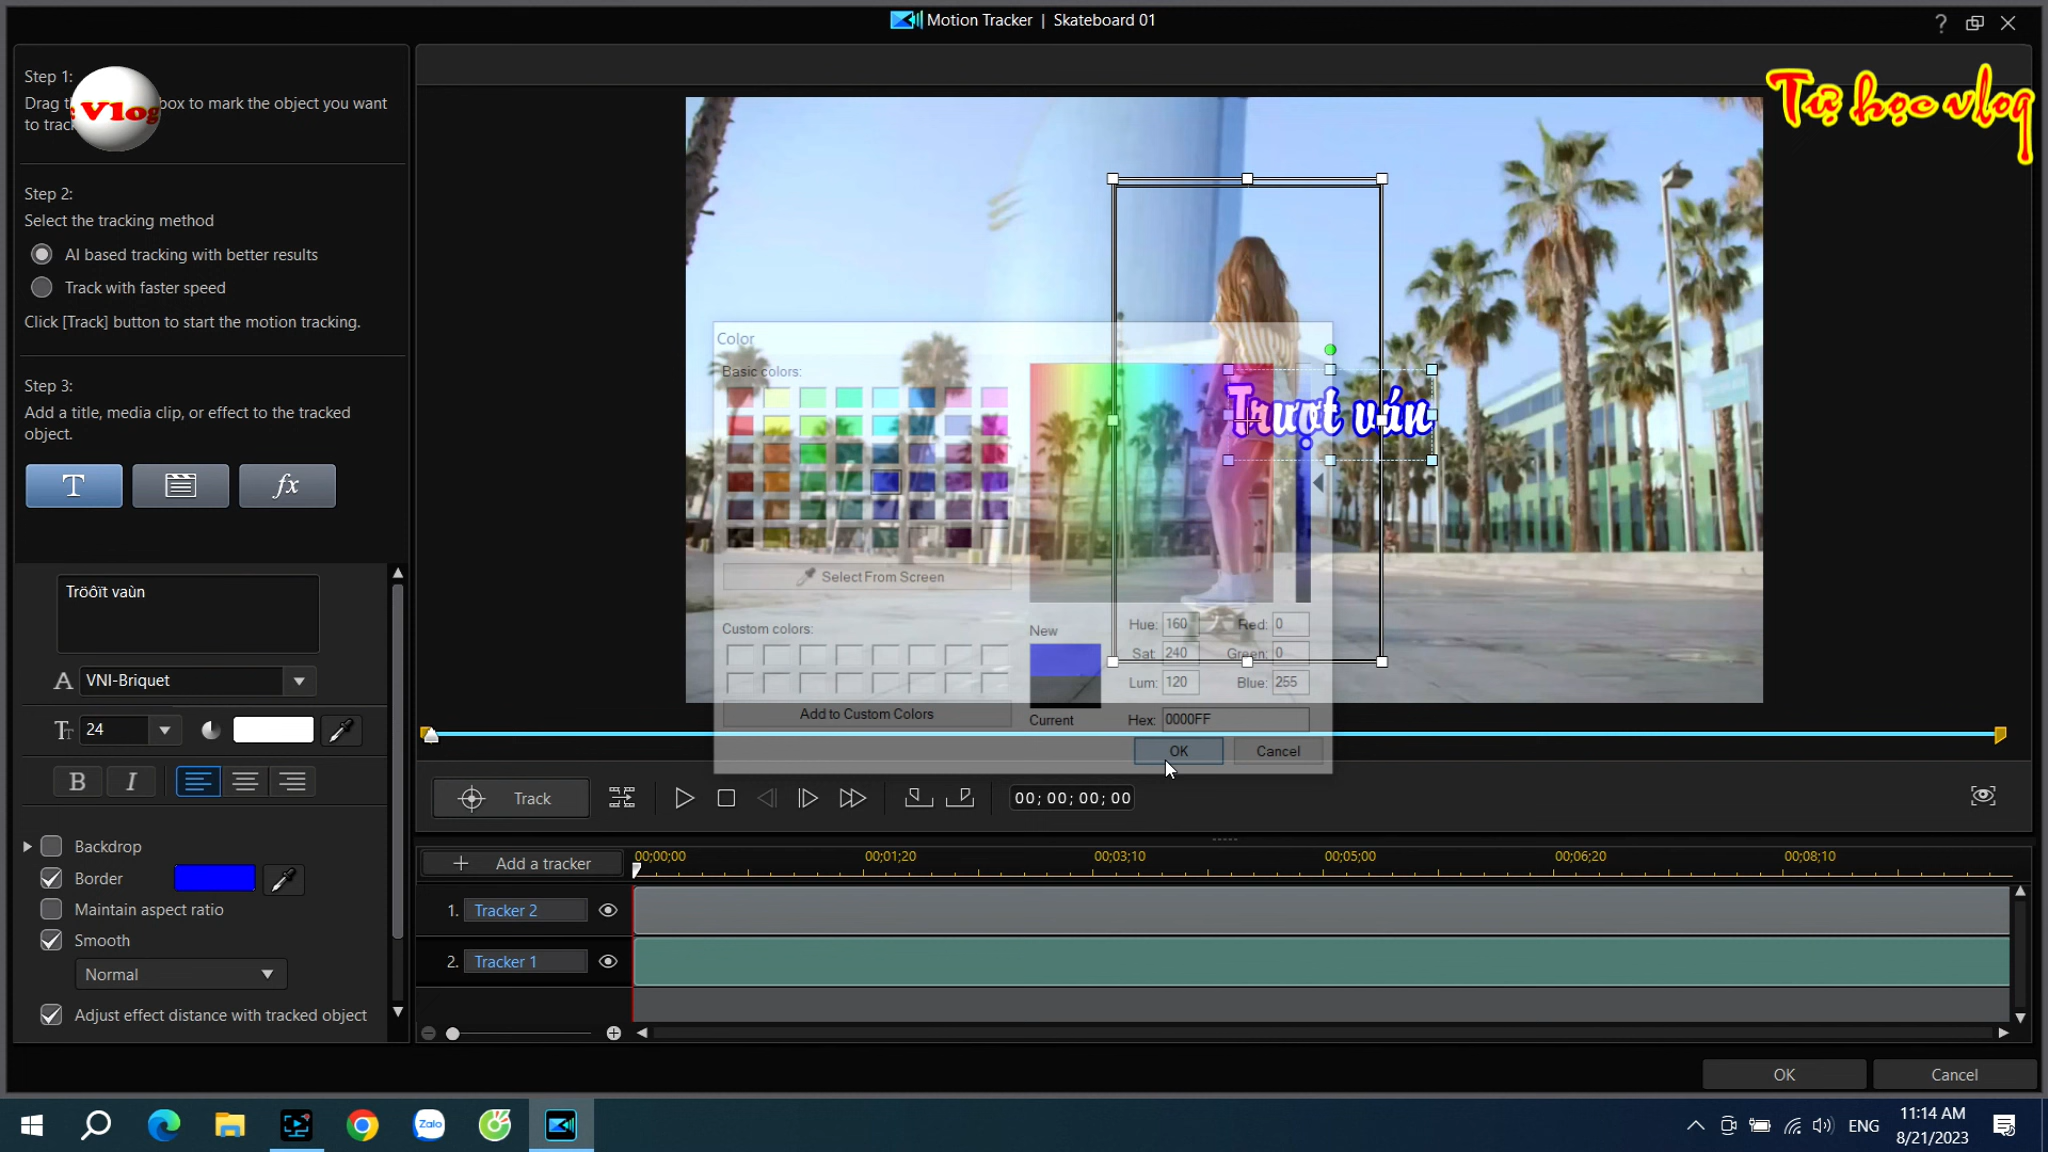 Motion Tracker | Skateboard 01
Tự học vlog
Step 1:
Drag t box to mark the object you want
to trac
Vlog
Step 2:
Select the tracking method
AI based tracking with better results
Track with faster speed
Click [Track] button to start the motion tracking.
Step 3:
Add a title, media clip, or effect to the tracked
object.
T
fx
Tröôït vaùn
A VNI-Briquet
24
B I
Backdrop
Border
Maintain aspect ratio
Smooth
Normal
Adjust effect distance with tracked object
Trượt ván
Color
Basic colors:
Select From Screen
Custom colors:
Add to Custom Colors
New
Current
Hue: 160 Red: 0
Sat: 240 Green: 0
Lum: 120 Blue: 255
Hex: 0000FF
OK Cancel
Track
00; 00; 00; 00
Add a tracker
00;00;00 00;01;20 00;03;10 00;05;00 00;06;20 00;08;10
1. Tracker 2
2. Tracker 1
OK Cancel
Zalo
ENG
11:14 AM
8/21/2023